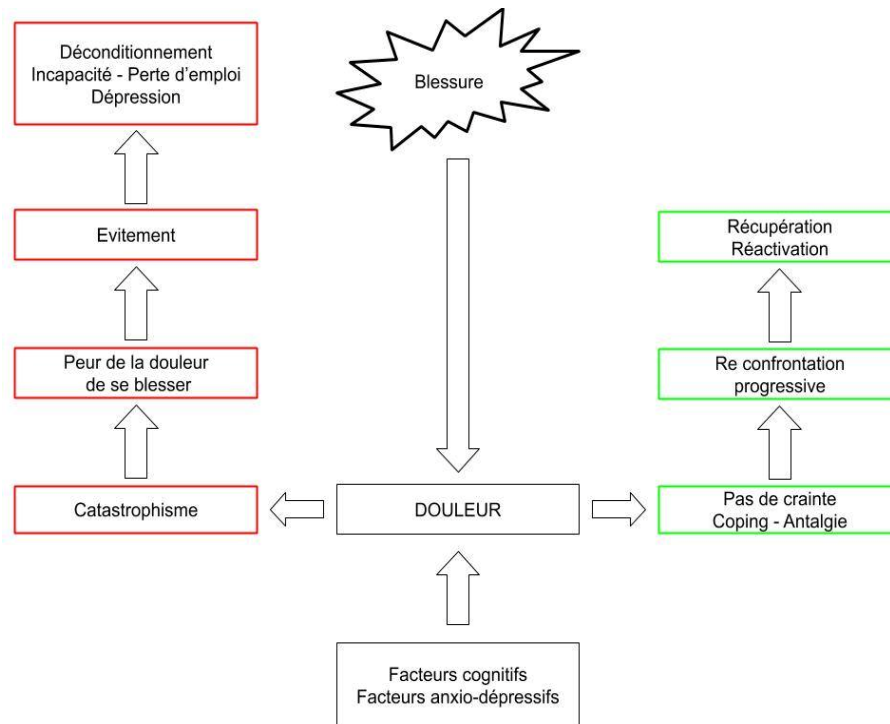 Déconditionnement
Incapacité - Perte d'emploi
Dépression
Blessure
Evitement
Récupération
Réactivation
Peur de la douleur
de se blesser
Re confrontation
progressive
Catastrophisme
DOULEUR
Pas de crainte
Coping - Antalgie
Facteurs cognitifs
Facteurs anxio-dépressifs